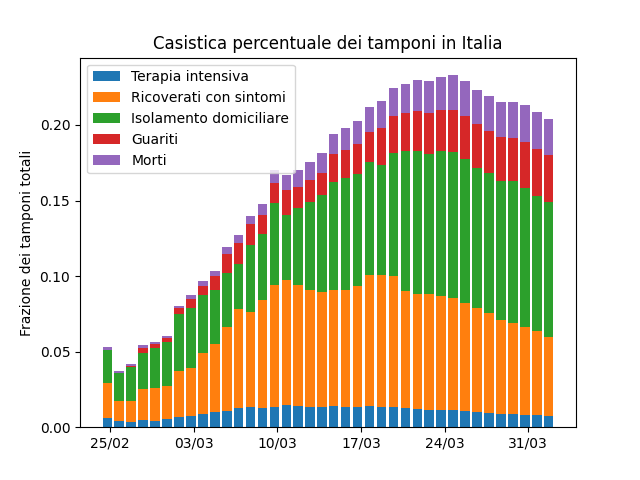 Casistica percentuale dei tamponi in Italia
Terapia intensiva
Ricoverati con sintomi
Isolamento domiciliare
Guariti
Morti
Frazione dei tamponi totali
0.20
0.15
0.10
0.05
0.00
25/02
03/03
10/03
17/03
24/03
31/03